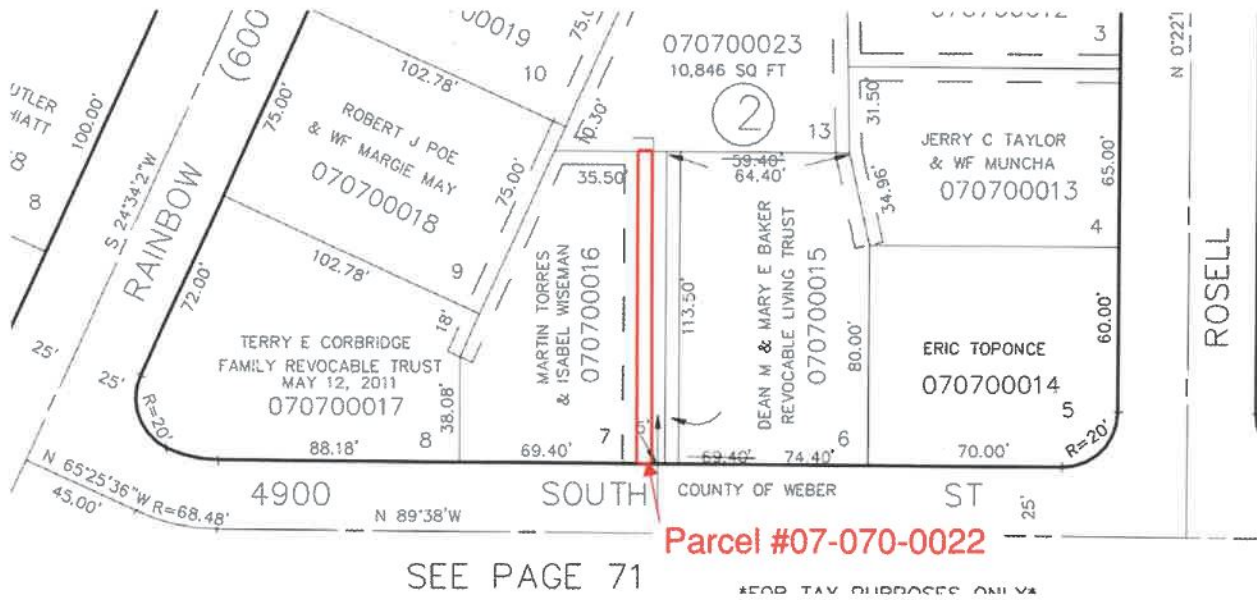 (600
RAINBOW
S 24°34'2"W
100.00'
8
8
25'
25'
75.00'
102.78'
10
75.0
10.30'
ROBERT J POE
& WF MARGIE MAY
070700018
75.00'
9
102.78'
72.00'
18'
TERRY E CORBRIDGE
FAMILY REVOCABLE TRUST
MAY 12, 2011
070700017
38.08'
8
88.18'
R=20'
070700023
10,846 SQ FT
2
13
35.50'
MARTIN TORRES
& ISABEL WISEMAN
070700016
7
69.40'
59.40'
64.40'
113.50'
DEAN M & MARY E BAKER
REVOCABLE LIVING TRUST
070700015
80.00'
6
5'
69.40'
74.40'
3
31.50'
34.96'
JERRY C TAYLOR
& WF MUNCHA
070700013
65.00'
4
ERIC TOPONCE
070700014
60.00'
5
70.00'
R=20'
N 0°22'1
ROSELL
N 65°25'36"W
45.00'
R=68.48'
4900 SOUTH COUNTY OF WEBER ST
N 89°38'W
25'
Parcel #07-070-0022
SEE PAGE 71
*FOR TAX PURPOSES ONLY*